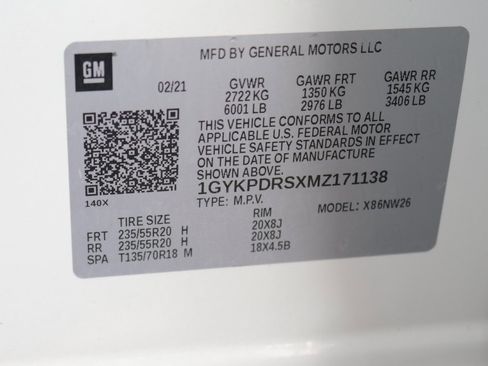 GM
MFD BY GENERAL MOTORS LLC
02/21 GVWR GAWR FRT GAWR RR
2722 KG 1350 KG 1545 KG
6001 LB 2976 LB 3406 LB
THIS VEHICLE CONFORMS TO ALL
APPLICABLE U.S. FEDERAL MOTOR
VEHICLE SAFETY STANDARDS IN EFFECT
ON THE DATE OF MANUFACTURE
SHOWN ABOVE.
140X
1GYKPDRSXMZ171138
TYPE: M.P.V. MODEL: X86NW26
TIRE SIZE RIM
FRT 235/55R20 H 20X8J
RR 235/55R20 H 20X8J
SPA T135/70R18 M 18X4.5B